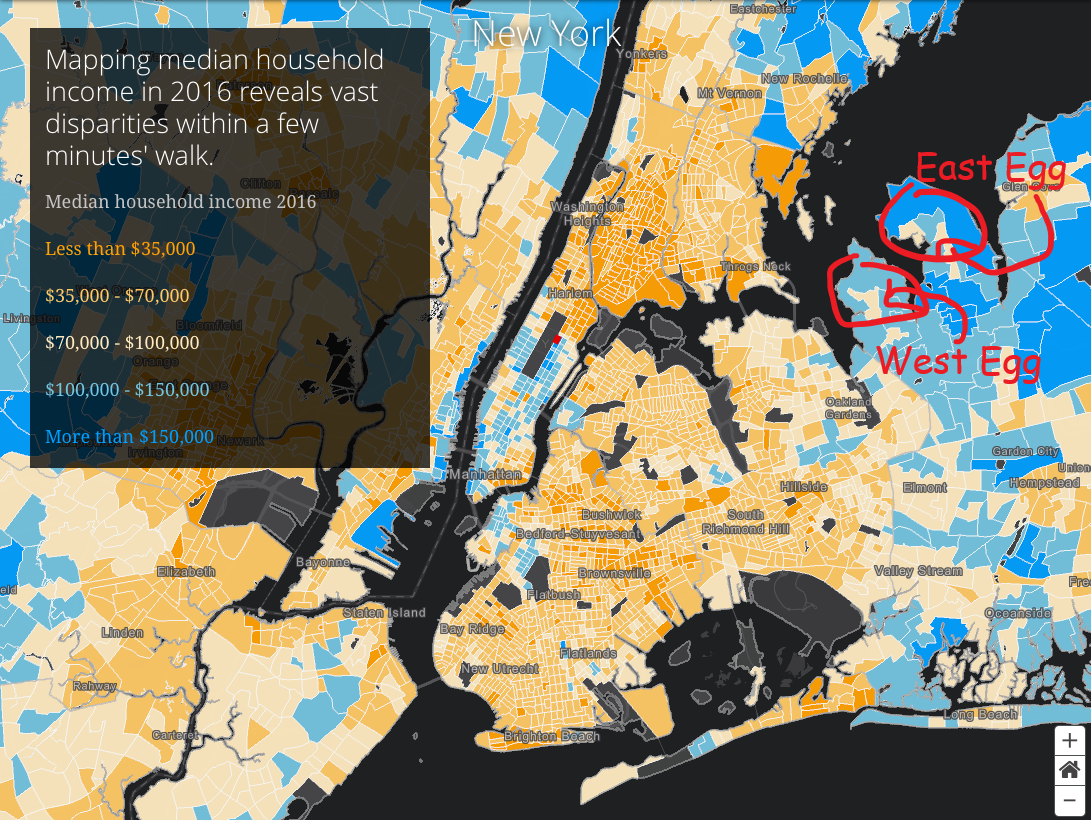 New York
Mapping median household
income in 2016 reveals vast
disparities within a few
minutes' walk.
Median household income 2016
Less than $35,000
$35,000 - $70,000
$70,000 - $100,000
$100,000 - $150,000
More than $150,000
Eastchester
Yonkers
New Rochelle
Mt Vernon
East Egg
Glen Cove
Clifton
Washington
Heights
Throgs Neck
Harlem
Bloomfield
Orange
West Egg
Oakland
Gardens
Newark
Irvington
Garden City
Union
Hempstead
Manhattan
Hillside
Elmont
Bushwick
South
Richmond Hill
Bedford-Stuyvesant
Bayonne
Elizabeth
Brownsville
Valley Stream
Flatbush
Staten Island
Oceanside
Linden
Bay Ridge
Flatlands
New Utrecht
Rahway
Long Beach
Carteret
Brighton Beach
+
−